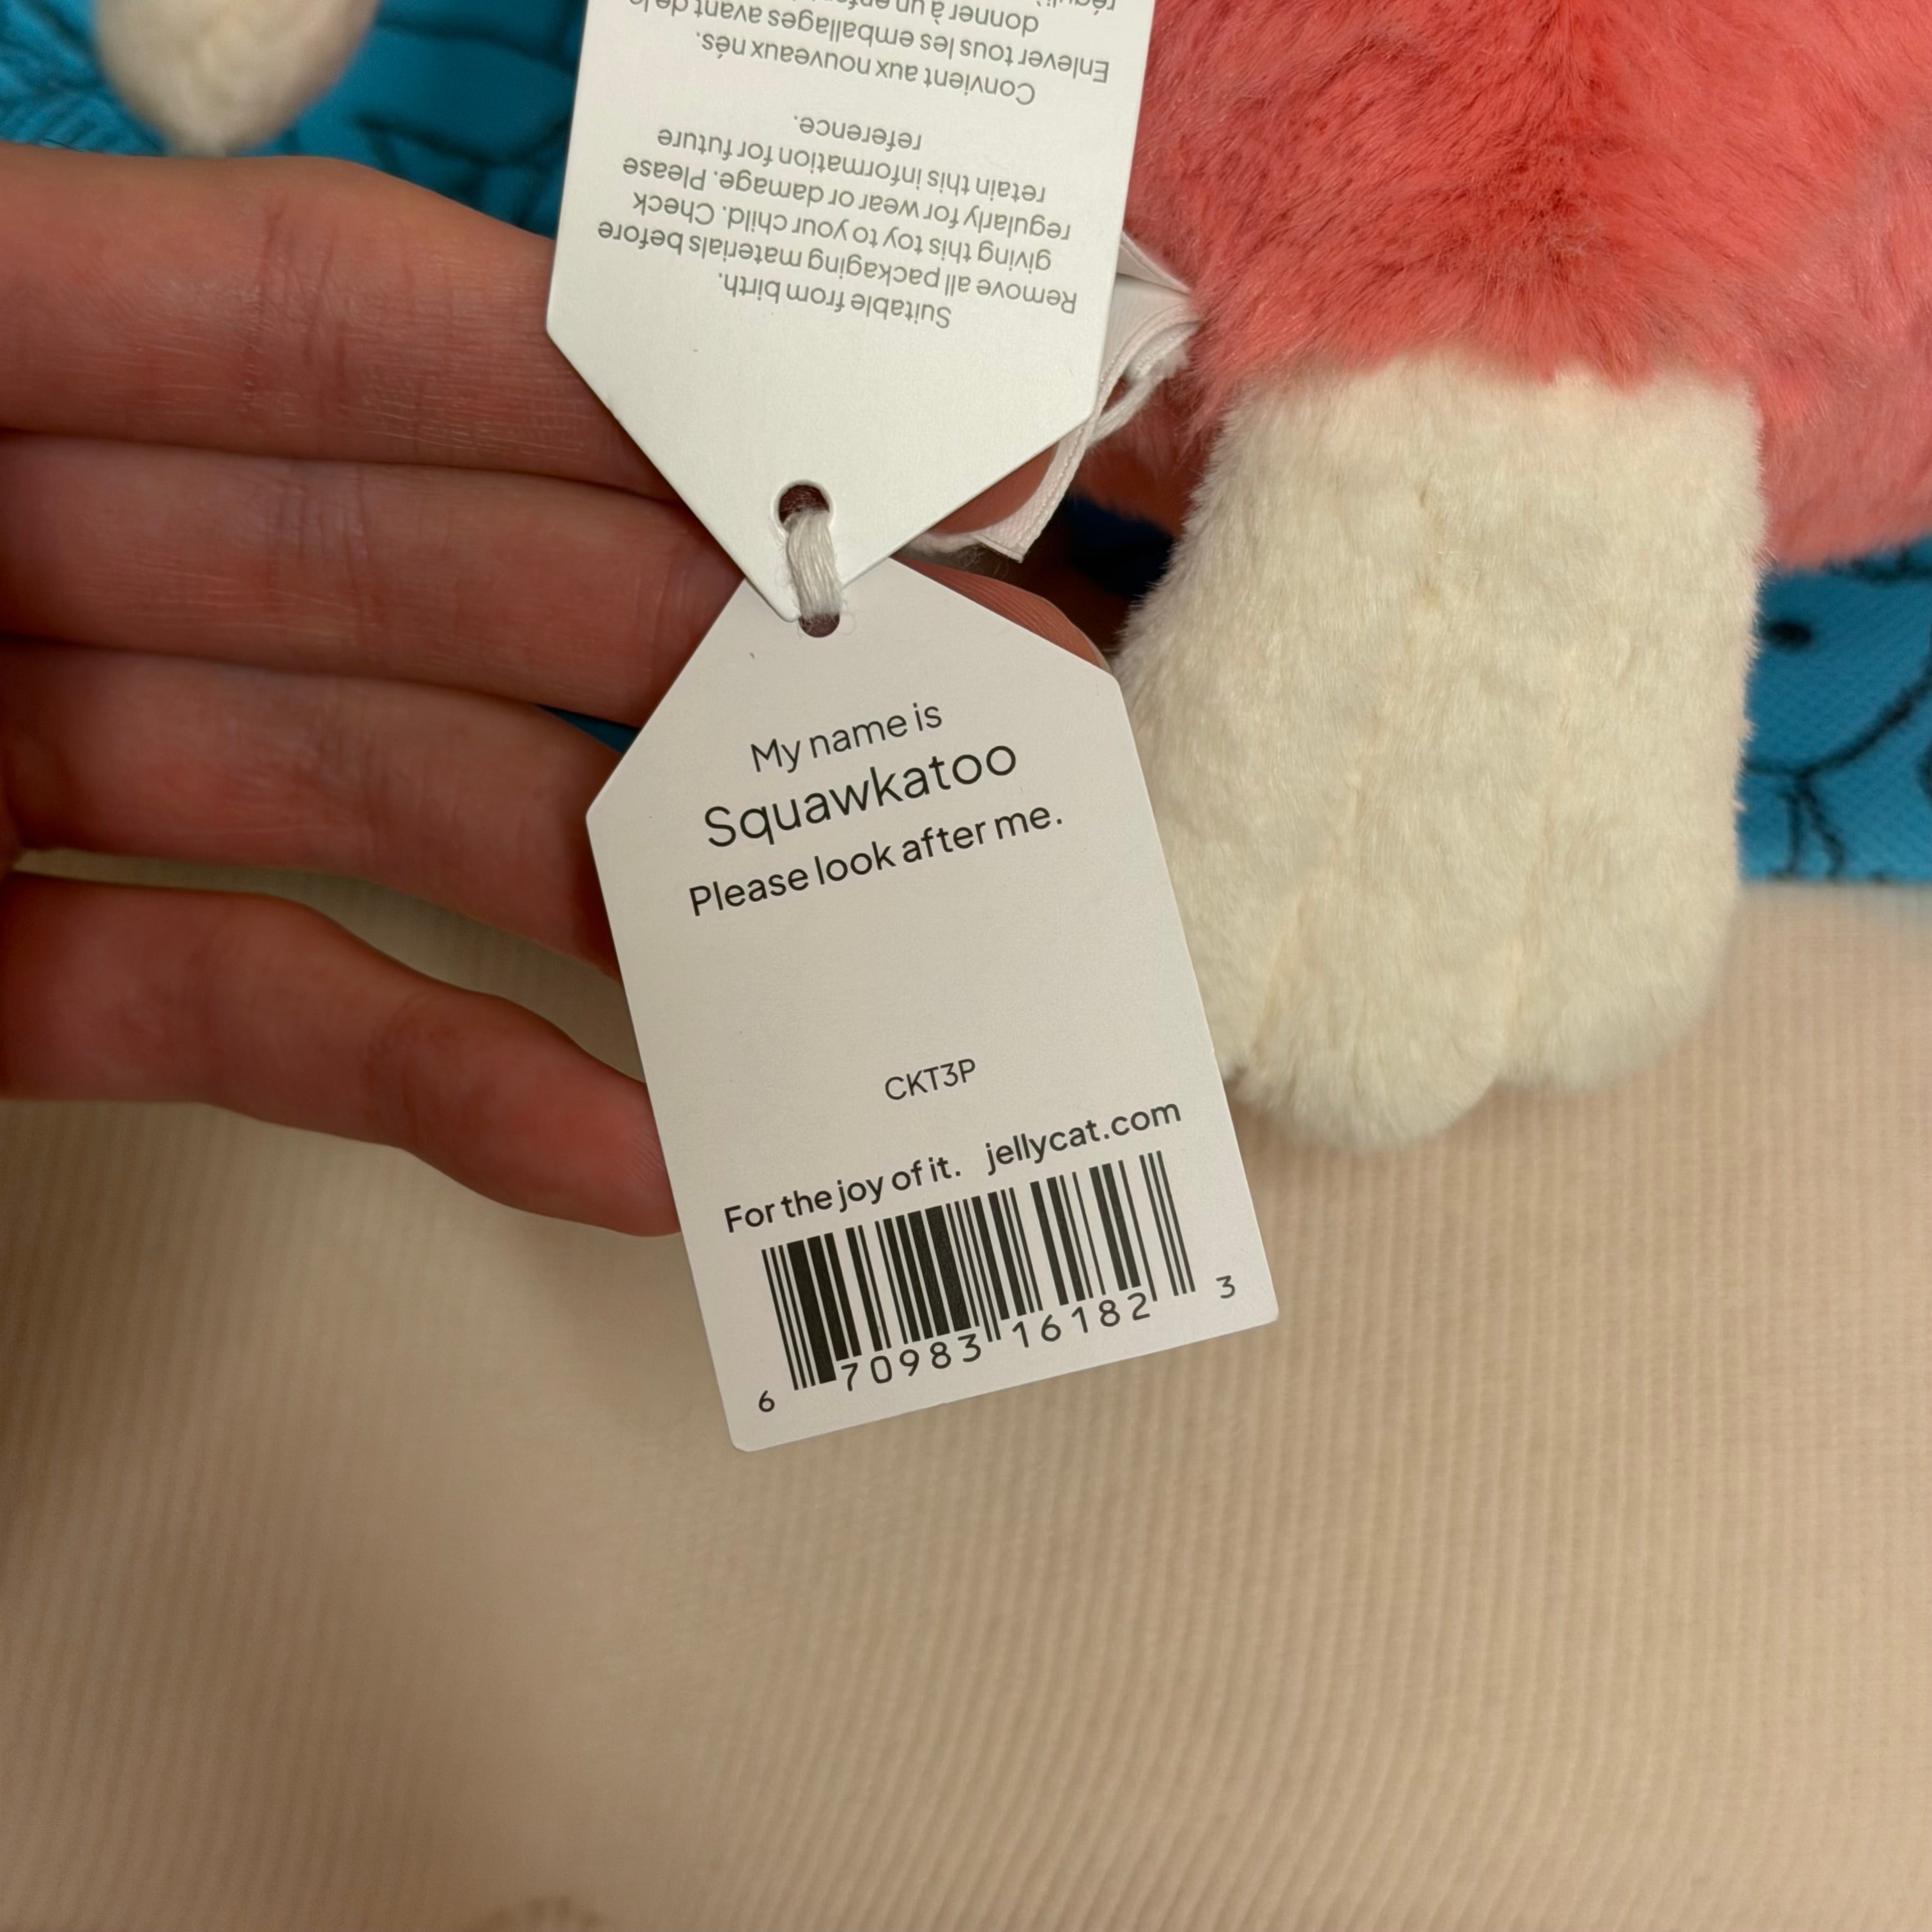 My name is
Squawkatoo
Please look after me.
CKT3P
For the joy of it. jellycat.com
6 70983 16182 3
Suitable from birth.
Remove all packaging materials before
giving this toy to your child. Check
regularly for wear or damage. Please
retain this information for future
reference.
Convient aux nouveaux nés.
Enlever tous les emballages avant de le
donner à un